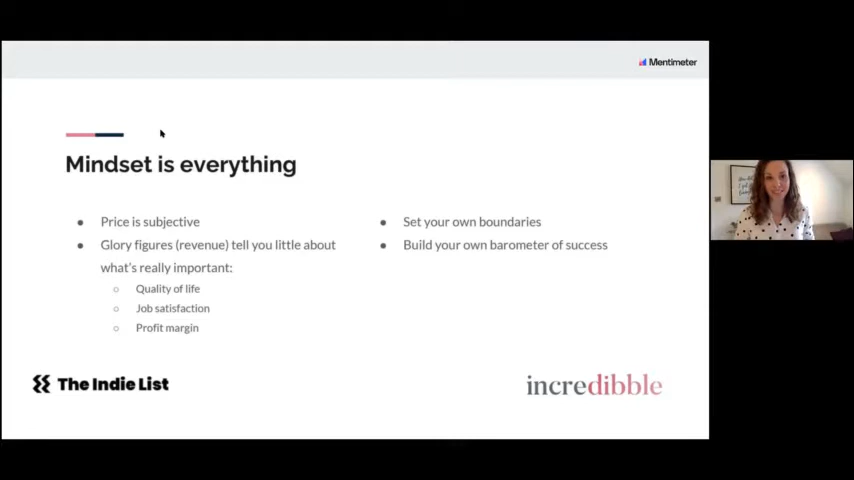 Mentimeter
Mindset is everything
Price is subjective
Glory figures (revenue) tell you little about
what's really important:
Quality of life
Job satisfaction
Profit margin
Set your own boundaries
Build your own barometer of success
The Indie List
incredibble